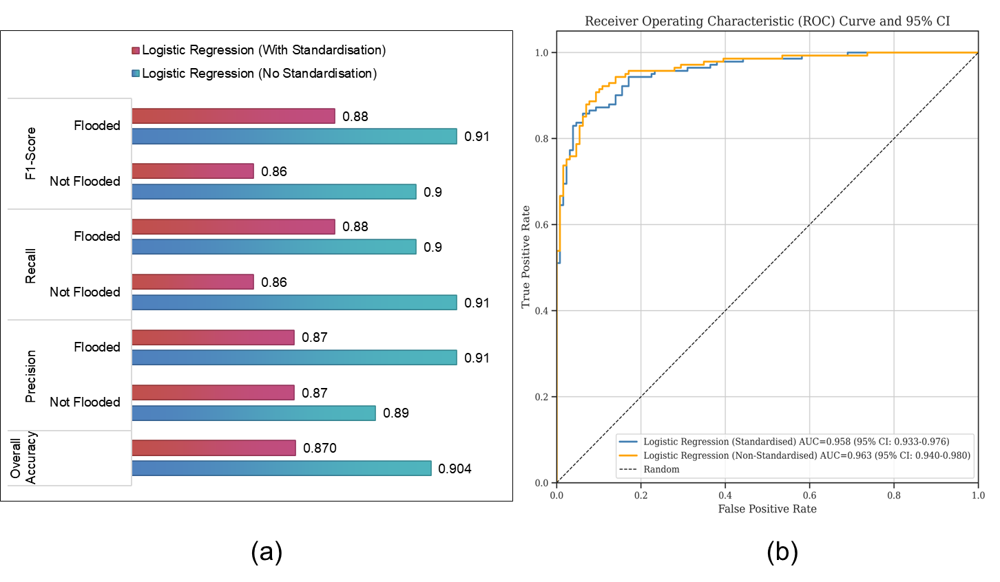 Logistic Regression (With Standardisation)
Logistic Regression (No Standardisation)
F1-Score
Flooded
0.88
0.91
Not Flooded
0.86
0.9
Recall
Flooded
0.88
0.9
Not Flooded
0.86
0.91
Precision
Flooded
0.87
0.91
Not Flooded
0.87
0.89
Overall
Accuracy
0.870
0.904
(a)
Receiver Operating Characteristic (ROC) Curve and 95% CI
True Positive Rate
1.0
0.8
0.6
0.4
0.2
0.0
Logistic Regression (Standardised) AUC=0.958 (95% CI: 0.933-0.976)
Logistic Regression (Non-Standardised) AUC=0.963 (95% CI: 0.940-0.980)
Random
0.0
0.2
0.4
0.6
0.8
1.0
False Positive Rate
(b)